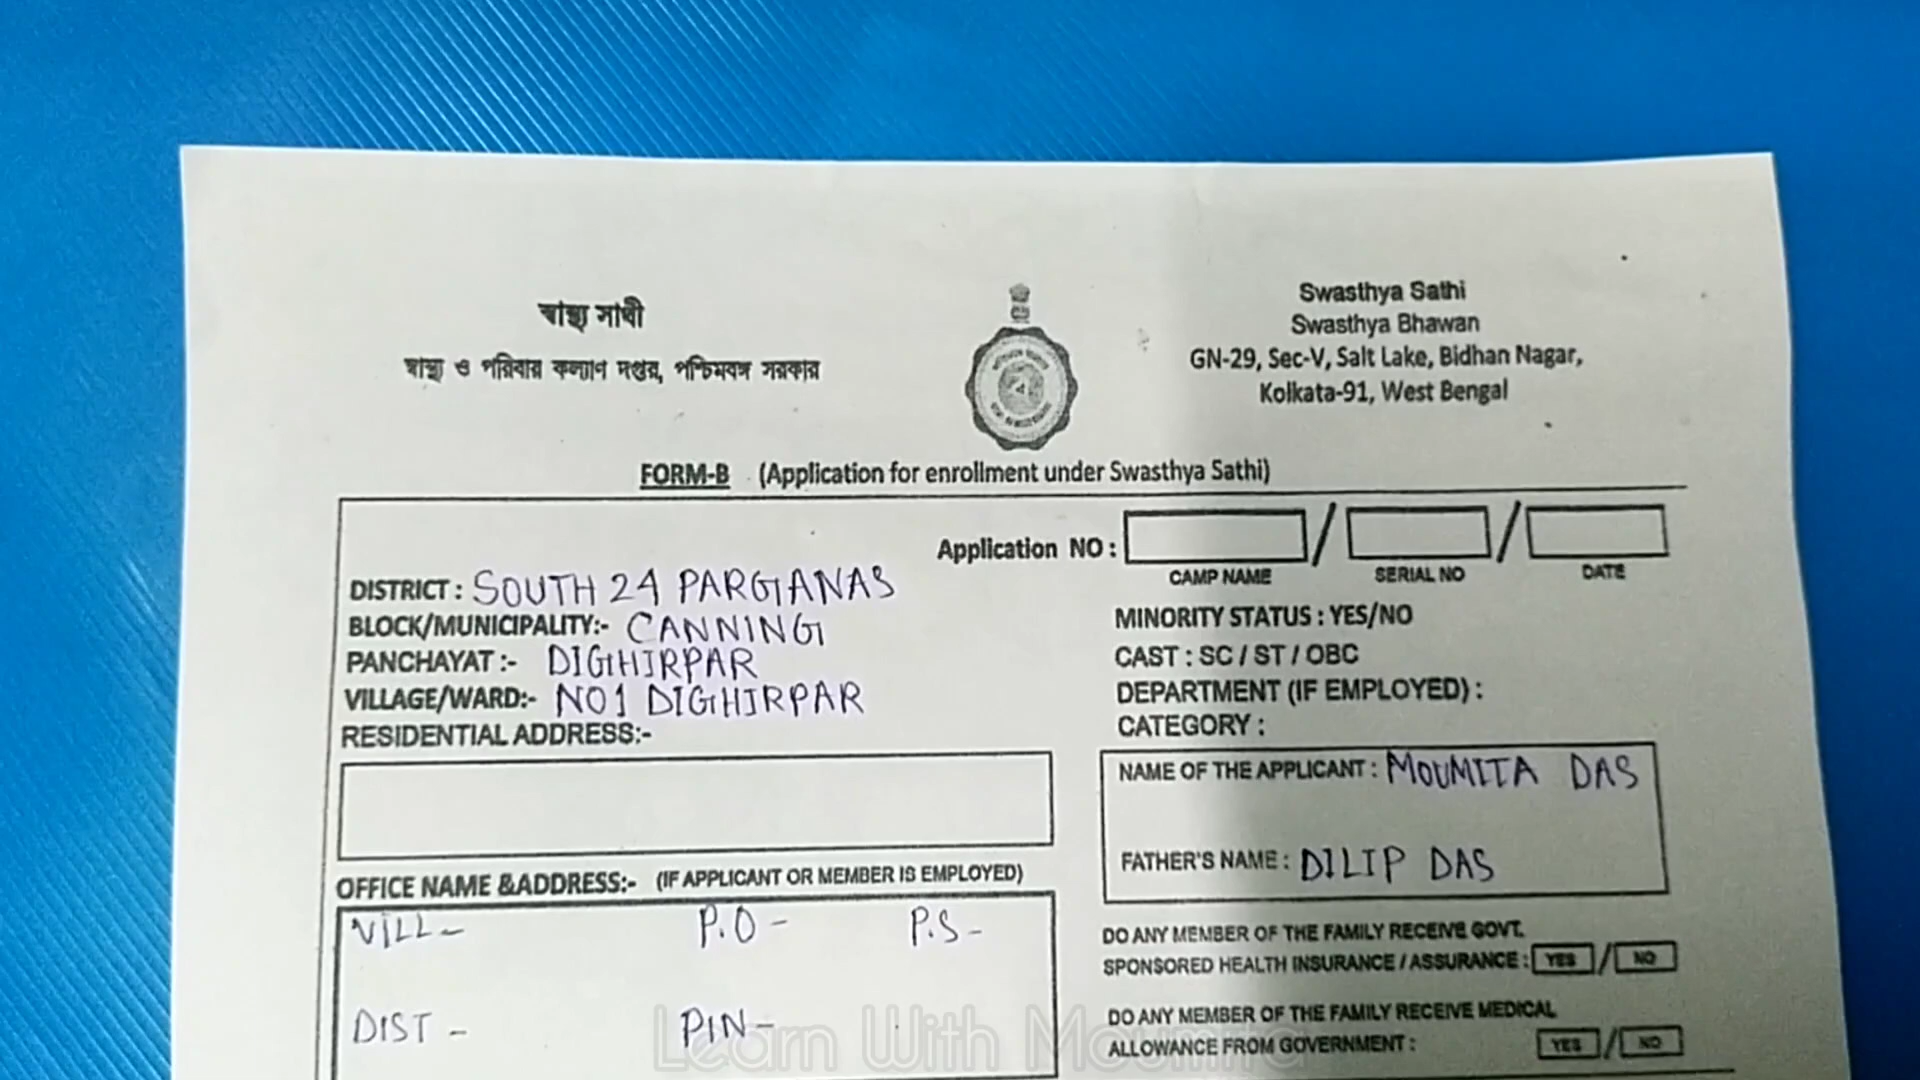 স্বাস্থ্য সাথী
স্বাস্থ্য ও পরিবার কল্যাণ দপ্তর, পশ্চিমবঙ্গ সরকার
Swasthya Sathi
Swasthya Bhawan
GN-29, Sec-V, Salt Lake, Bidhan Nagar,
Kolkata-91, West Bengal
FORM-B (Application for enrollment under Swasthya Sathi)
Application NO : / /
CAMP NAME SERIAL NO DATE
DISTRICT : SOUTH 24 PARGANAS
BLOCK/MUNICIPALITY:- CANNING
PANCHAYAT :- DIGHIRPAR
VILLAGE/WARD:- NO1 DIGHIRPAR
RESIDENTIAL ADDRESS:-
OFFICE NAME &ADDRESS:- (IF APPLICANT OR MEMBER IS EMPLOYED)
VILL- P.O- P.S-
DIST - PIN-
MINORITY STATUS : YES/NO
CAST : SC / ST / OBC
DEPARTMENT (IF EMPLOYED) :
CATEGORY :
NAME OF THE APPLICANT : MOUMITA DAS
FATHER'S NAME : DILIP DAS
DO ANY MEMBER OF THE FAMILY RECEIVE GOVT.
SPONSORED HEALTH INSURANCE / ASSURANCE : YES / NO
DO ANY MEMBER OF THE FAMILY RECEIVE MEDICAL
ALLOWANCE FROM GOVERNMENT : YES / NO
Learn With Moumita